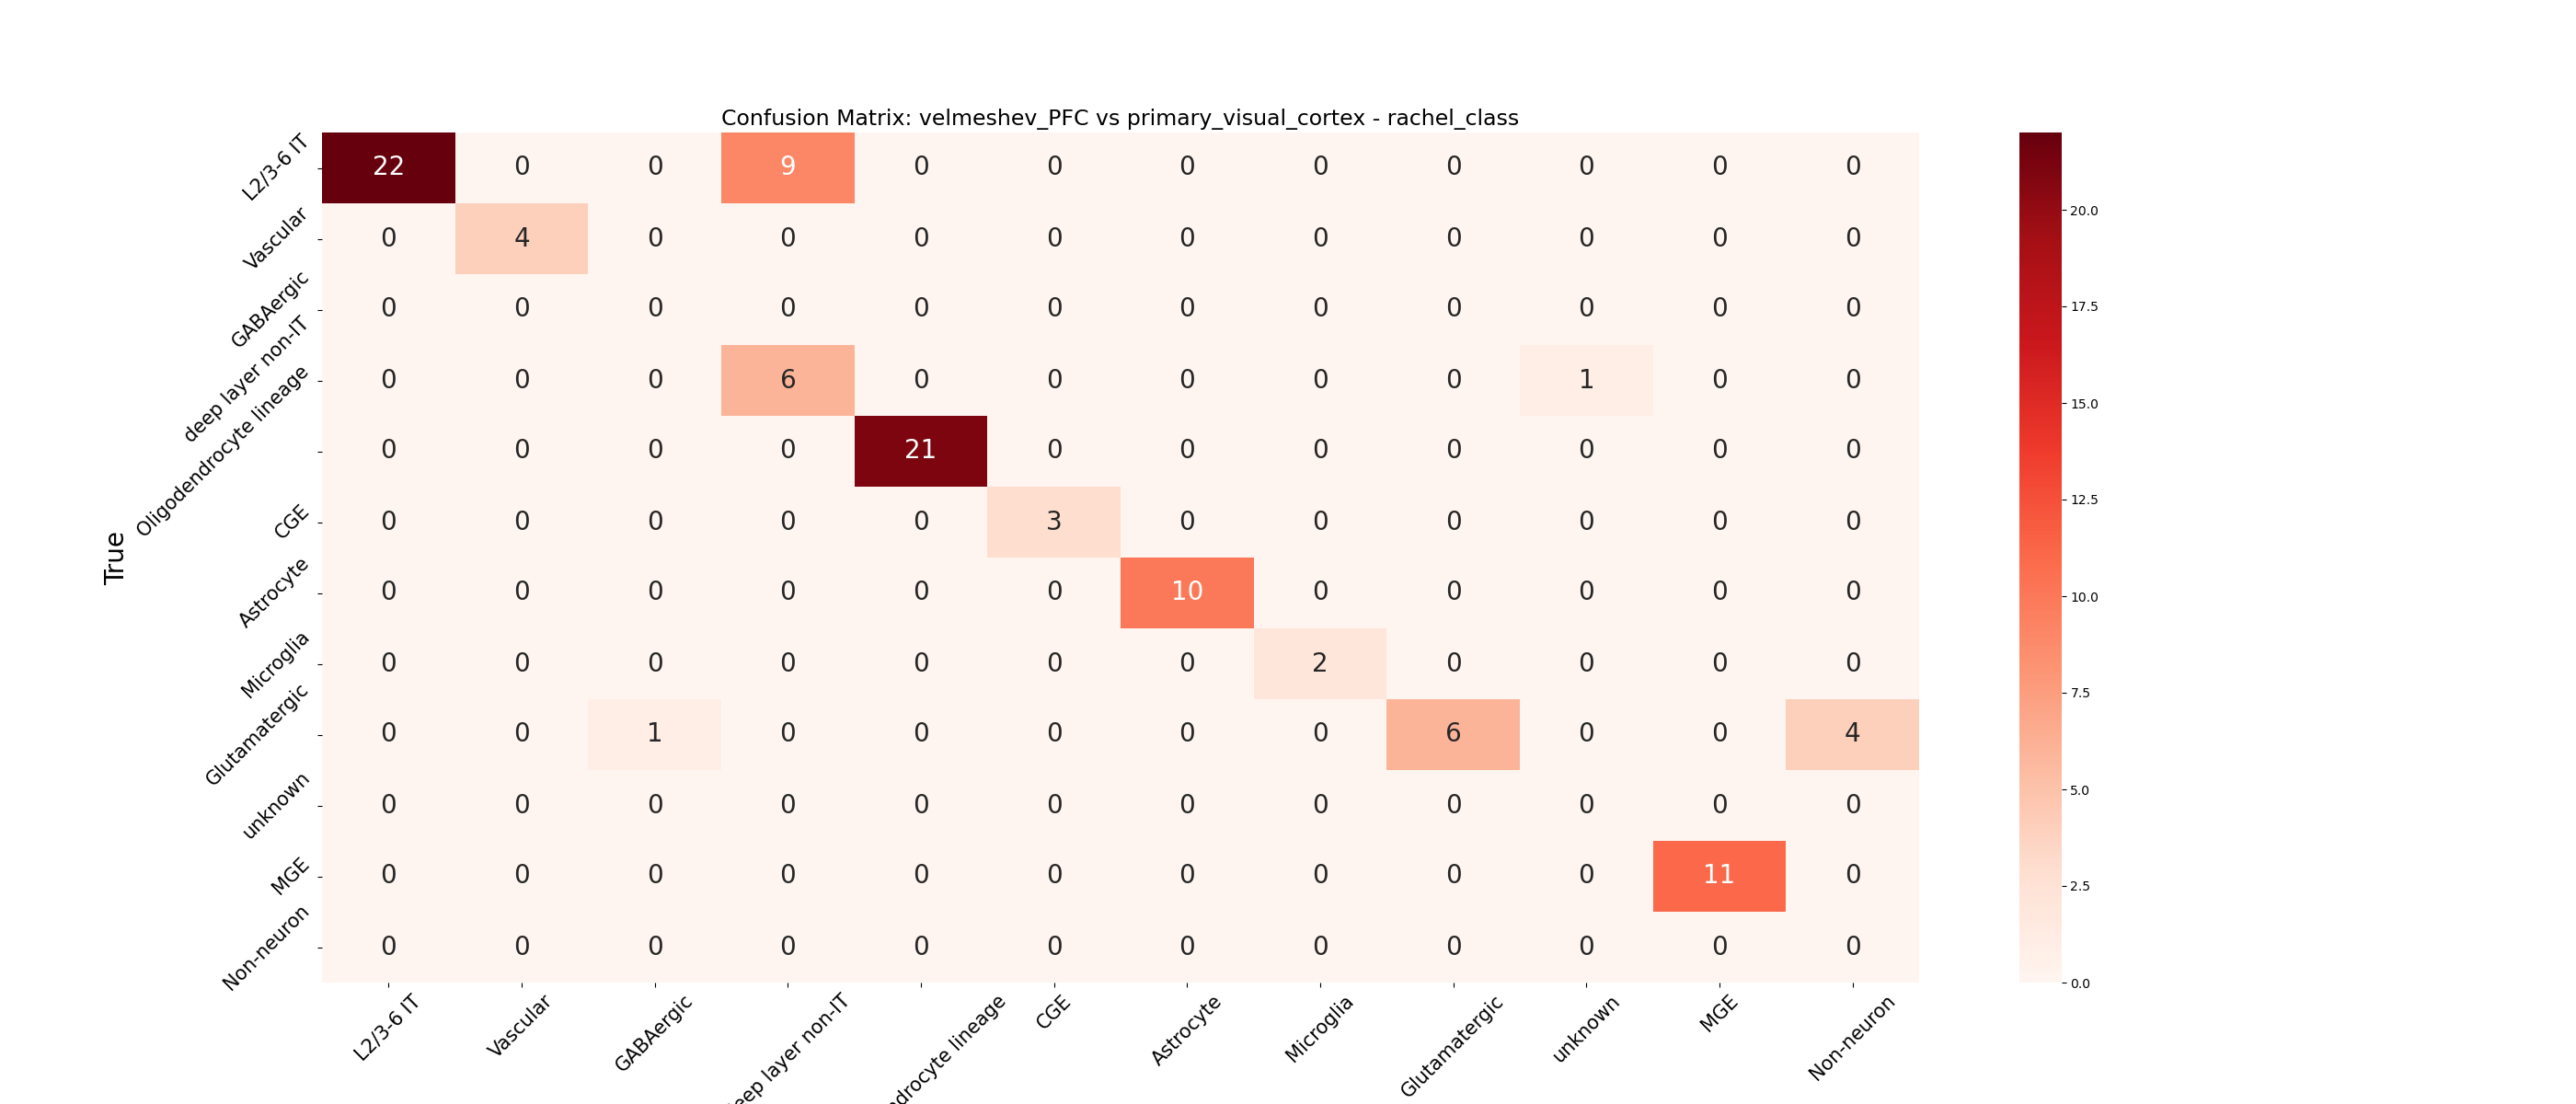 Confusion Matrix: velmeshev_PFC vs primary_visual_cortex - rachel_class
True
L2/3-6 IT 22 0 0 9 0 0 0 0 0 0 0 0
Vascular 0 4 0 0 0 0 0 0 0 0 0 0
GABAergic 0 0 0 0 0 0 0 0 0 0 0 0
deep layer non-IT 0 0 0 6 0 0 0 0 0 1 0 0
Oligodendrocyte lineage 0 0 0 0 21 0 0 0 0 0 0 0
CGE 0 0 0 0 0 3 0 0 0 0 0 0
Astrocyte 0 0 0 0 0 0 10 0 0 0 0 0
Microglia 0 0 0 0 0 0 0 2 0 0 0 0
Glutamatergic 0 0 1 0 0 0 0 0 6 0 0 4
unknown 0 0 0 0 0 0 0 0 0 0 0 0
MGE 0 0 0 0 0 0 0 0 0 0 11 0
Non-neuron 0 0 0 0 0 0 0 0 0 0 0 0
L2/3-6 IT Vascular GABAergic layer non-IT lineage CGE Astrocyte Microglia Glutamatergic unknown MGE Non-neuron
20.0
17.5
15.0
12.5
10.0
7.5
5.0
2.5
0.0